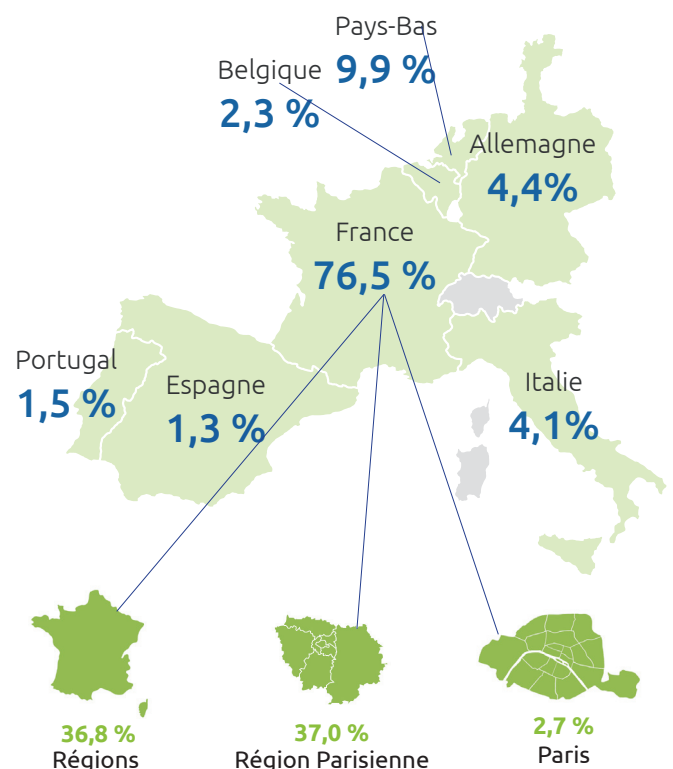 Pays-Bas
9,9 %
Belgique
2,3 %
Allemagne
4,4%
France
76,5 %
Portugal
1,5 %
Espagne
1,3 %
Italie
4,1%
36,8 %
Régions
37,0 %
Région Parisienne
2,7 %
Paris